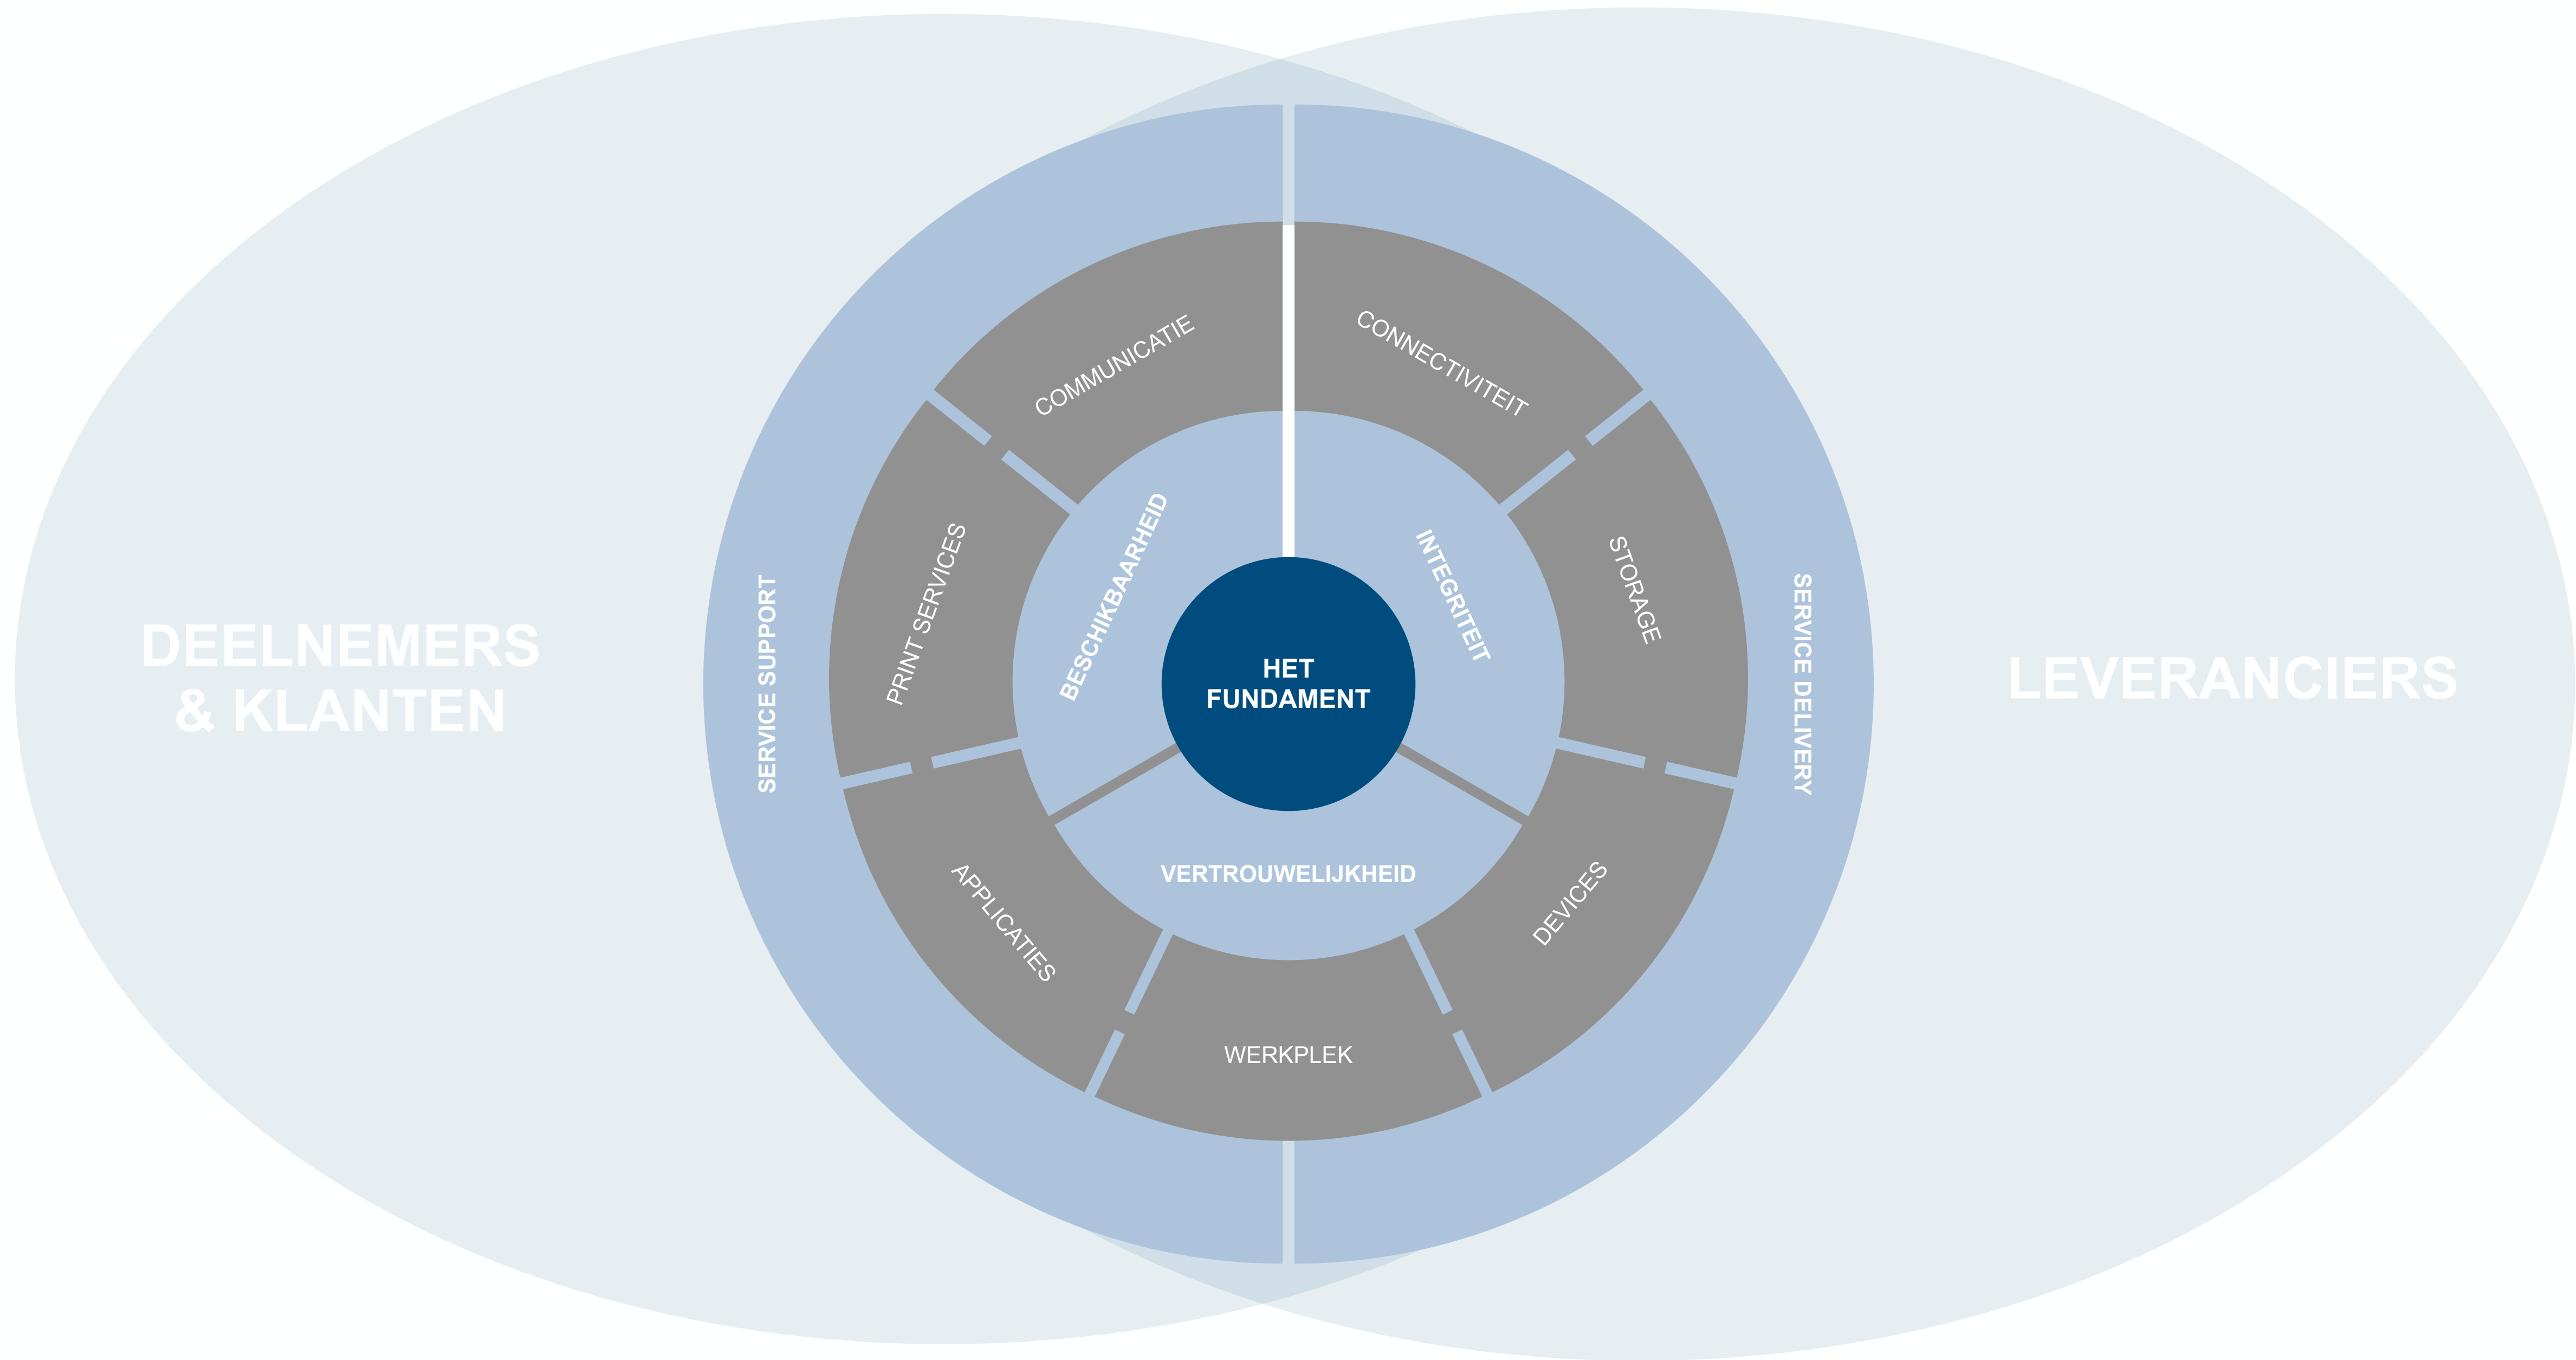 DEELNEMERS
& KLANTEN
SERVICE SUPPORT
COMMUNICATIE
CONNECTIVITEIT
PRINT SERVICES
STORAGE
BESCHIKBAARHEID
INTEGRITEIT
HET
FUNDAMENT
VERTROUWELIJKHEID
APPLICATIES
DEVICES
WERKPLEK
SERVICE DELIVERY
LEVERANCIERS